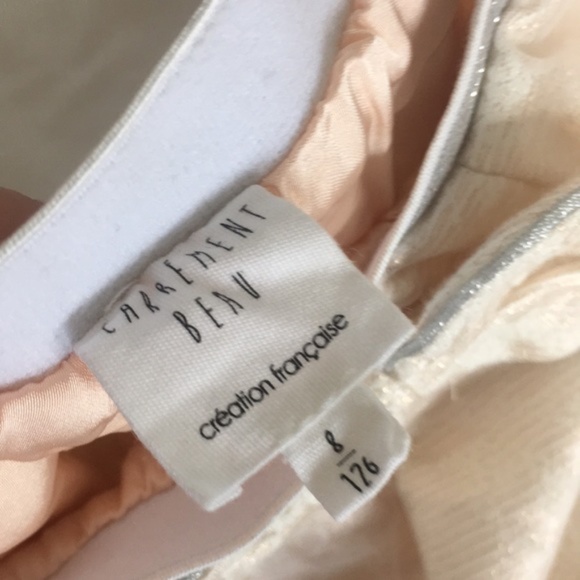 CARREMENT
BEAU
création française
8
126